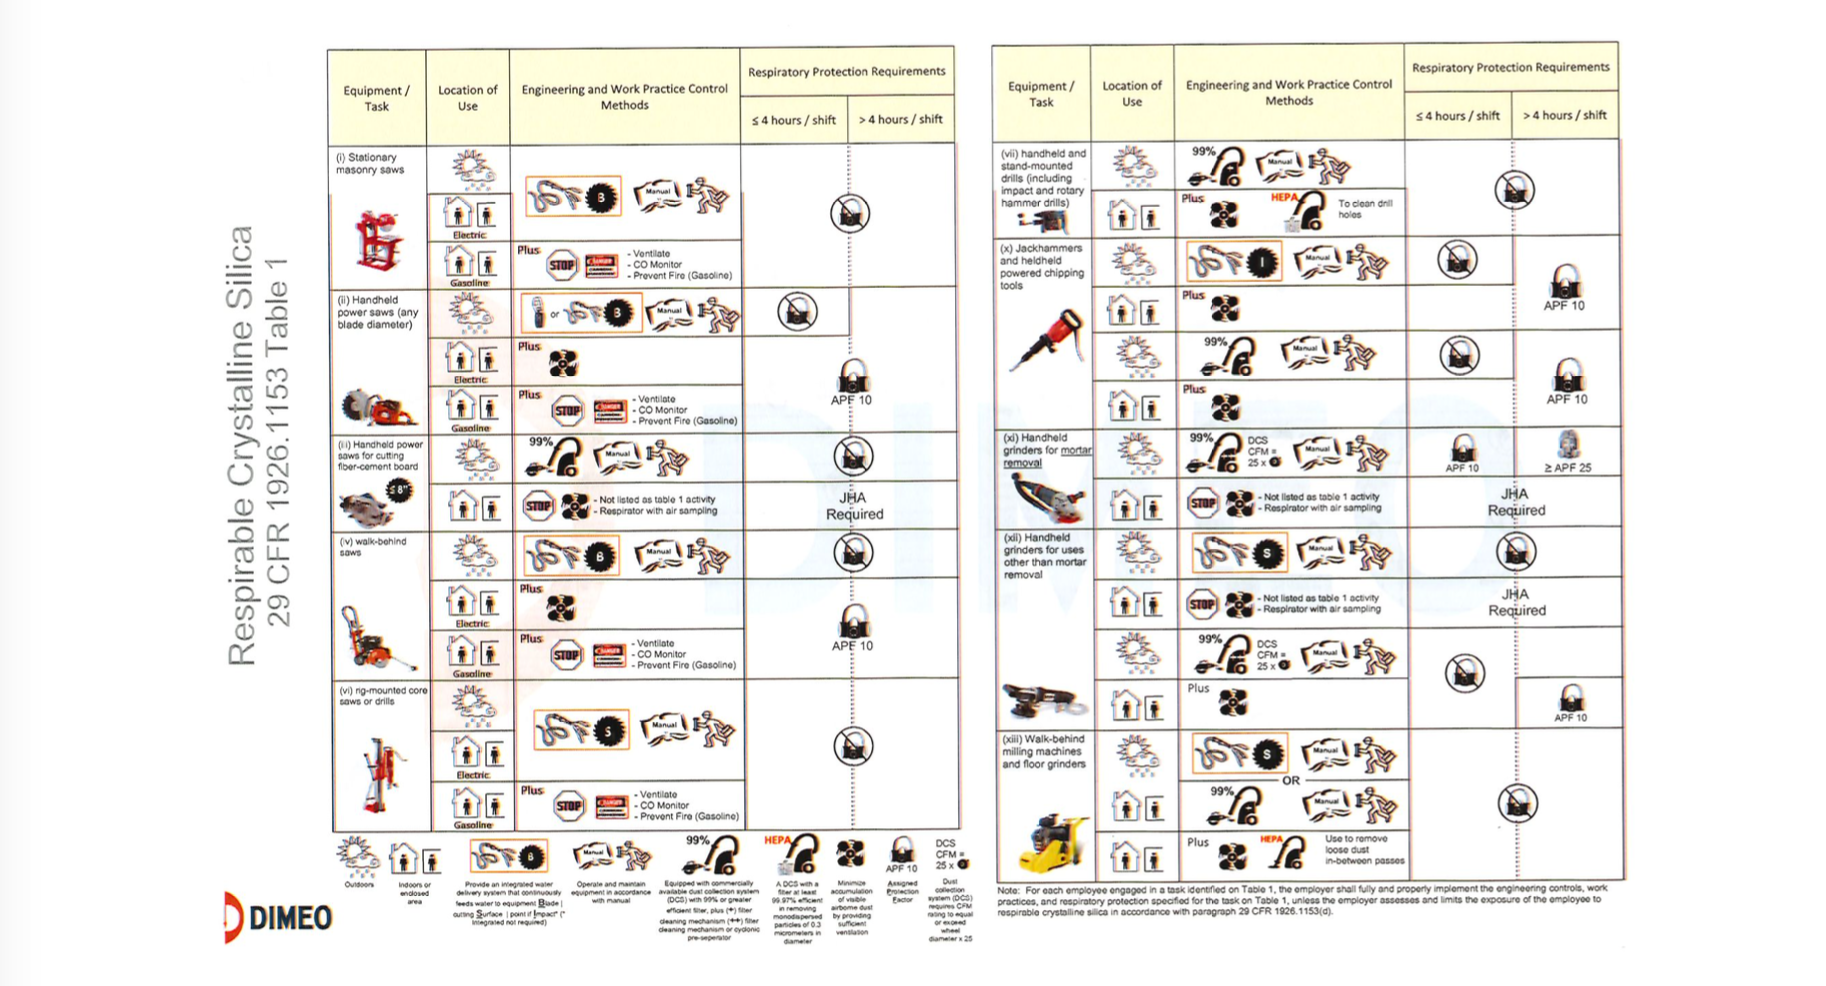 Respirable Crystalline Silica
29 CFR 1926.1153 Table 1
Equipment /
Task
Location of
Use
Engineering and Work Practice Control
Methods
Respiratory Protection Requirements
≤ 4 hours / shift
> 4 hours / shift
(i) Stationary
masonry saws
B
Manual
Electric
Plus
STOP
DANGER
- Ventilate
- CO Monitor
- Prevent Fire (Gasoline)
Gasoline
(ii) Handheld
power saws (any
blade diameter)
or
B
Manual
Plus
Electric
Plus
STOP
- Ventilate
- CO Monitor
- Prevent Fire (Gasoline)
Gasoline
APF 10
(iii) Handheld power
saws for cutting
fiber-cement board
≤ 8"
99%
Manual
STOP
- Not listed as table 1 activity
- Respirator with air sampling
JHA
Required
(iv) walk-behind
saws
B
Manual
Plus
Electric
Plus
STOP
DANGER
- Ventilate
- CO Monitor
- Prevent Fire (Gasoline)
Gasoline
APF 10
(vi) rig-mounted core
saws or drills
S
Manual
Electric
Plus
STOP
DANGER
- Ventilate
- CO Monitor
- Prevent Fire (Gasoline)
Gasoline
Equipment /
Task
Location of
Use
Engineering and Work Practice Control
Methods
Respiratory Protection Requirements
≤ 4 hours / shift
> 4 hours / shift
(vii) handheld and
stand-mounted
drills (including
impact and rotary
hammer drills)
99%
Manual
Plus
HEPA
To clean drill
holes
(x) Jackhammers
and heldheld
powered chipping
tools
I
Manual
Plus
APF 10
99%
Manual
Plus
APF 10
(xi) Handheld
grinders for mortar
removal
99%
DCS
CFM =
25 x
Manual
APF 10
≥ APF 25
STOP
- Not listed as table 1 activity
- Respirator with air sampling
JHA
Required
(xii) Handheld
grinders for uses
other than mortar
removal
S
Manual
STOP
- Not listed as table 1 activity
- Respirator with air sampling
JHA
Required
99%
DCS
CFM =
25 x
Manual
Plus
APF 10
(xiii) Walk-behind
milling machines
and floor grinders
S
Manual
OR
99%
Manual
Plus
HEPA
Use to remove
loose dust
in-between passes
Outdoors
Indoors or
enclosed
area
B
Provide an integrated water
delivery system that continuously
feeds water to equipment Blade |
cutting Surface | point if Impact* (*
Integrated not required)
Manual
Operate and maintain
equipment in accordance
with manual
99%
Equipped with commercially
available dust collection system
(DCS) with 99% or greater
efficient filter, plus (+) filter
cleaning mechanism (++) filter
cleaning mechanism or cyclonic
pre-seperator
HEPA
A DCS with a
filter at least
99.97% efficient
in removing
monodispersed
particles of 0.3
micrometers in
diameter
Minimize
accumulation
of visible
airborne dust
by providing
sufficient
ventilation
APF 10
Assigned
Protection
Factor
DCS
CFM =
25 x
Dust
collection
system (DCS)
requires CFM
rating to equal
or exceed
wheel
diameter x 25
Note: For each employee engaged in a task identified on Table 1, the employer shall fully and properly implement the engineering controls, work
practices, and respiratory protection specified for the task on Table 1, unless the employer assesses and limits the exposure of the employee to
respirable crystalline silica in accordance with paragraph 29 CFR 1926.1153(d).
DIMEO
DIMEO